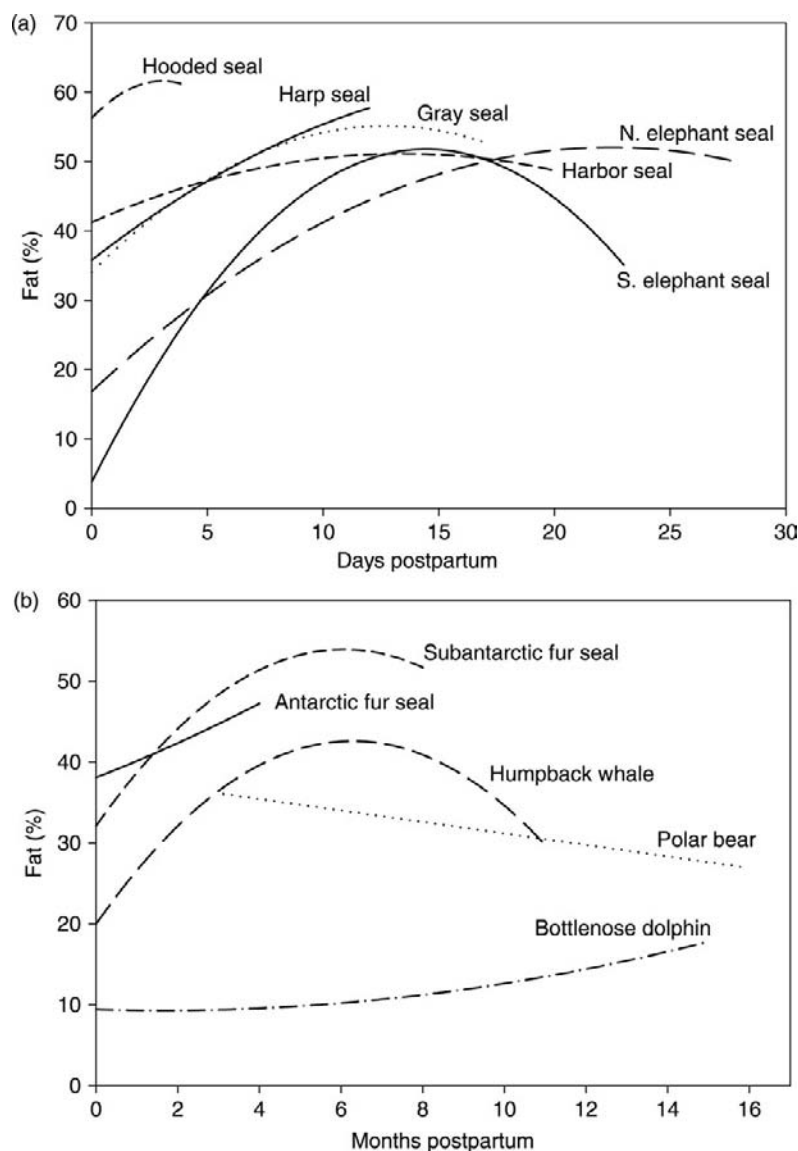 (a)
70
60
50
40
30
20
10
0
Fat (%)
Hooded seal
Harp seal
Gray seal
N. elephant seal
Harbor seal
S. elephant seal
0 5 10 15 20 25 30
Days postpartum
(b)
60
50
40
30
20
10
0
Fat (%)
Subantarctic fur seal
Antarctic fur seal
Humpback whale
Polar bear
Bottlenose dolphin
0 2 4 6 8 10 12 14 16
Months postpartum